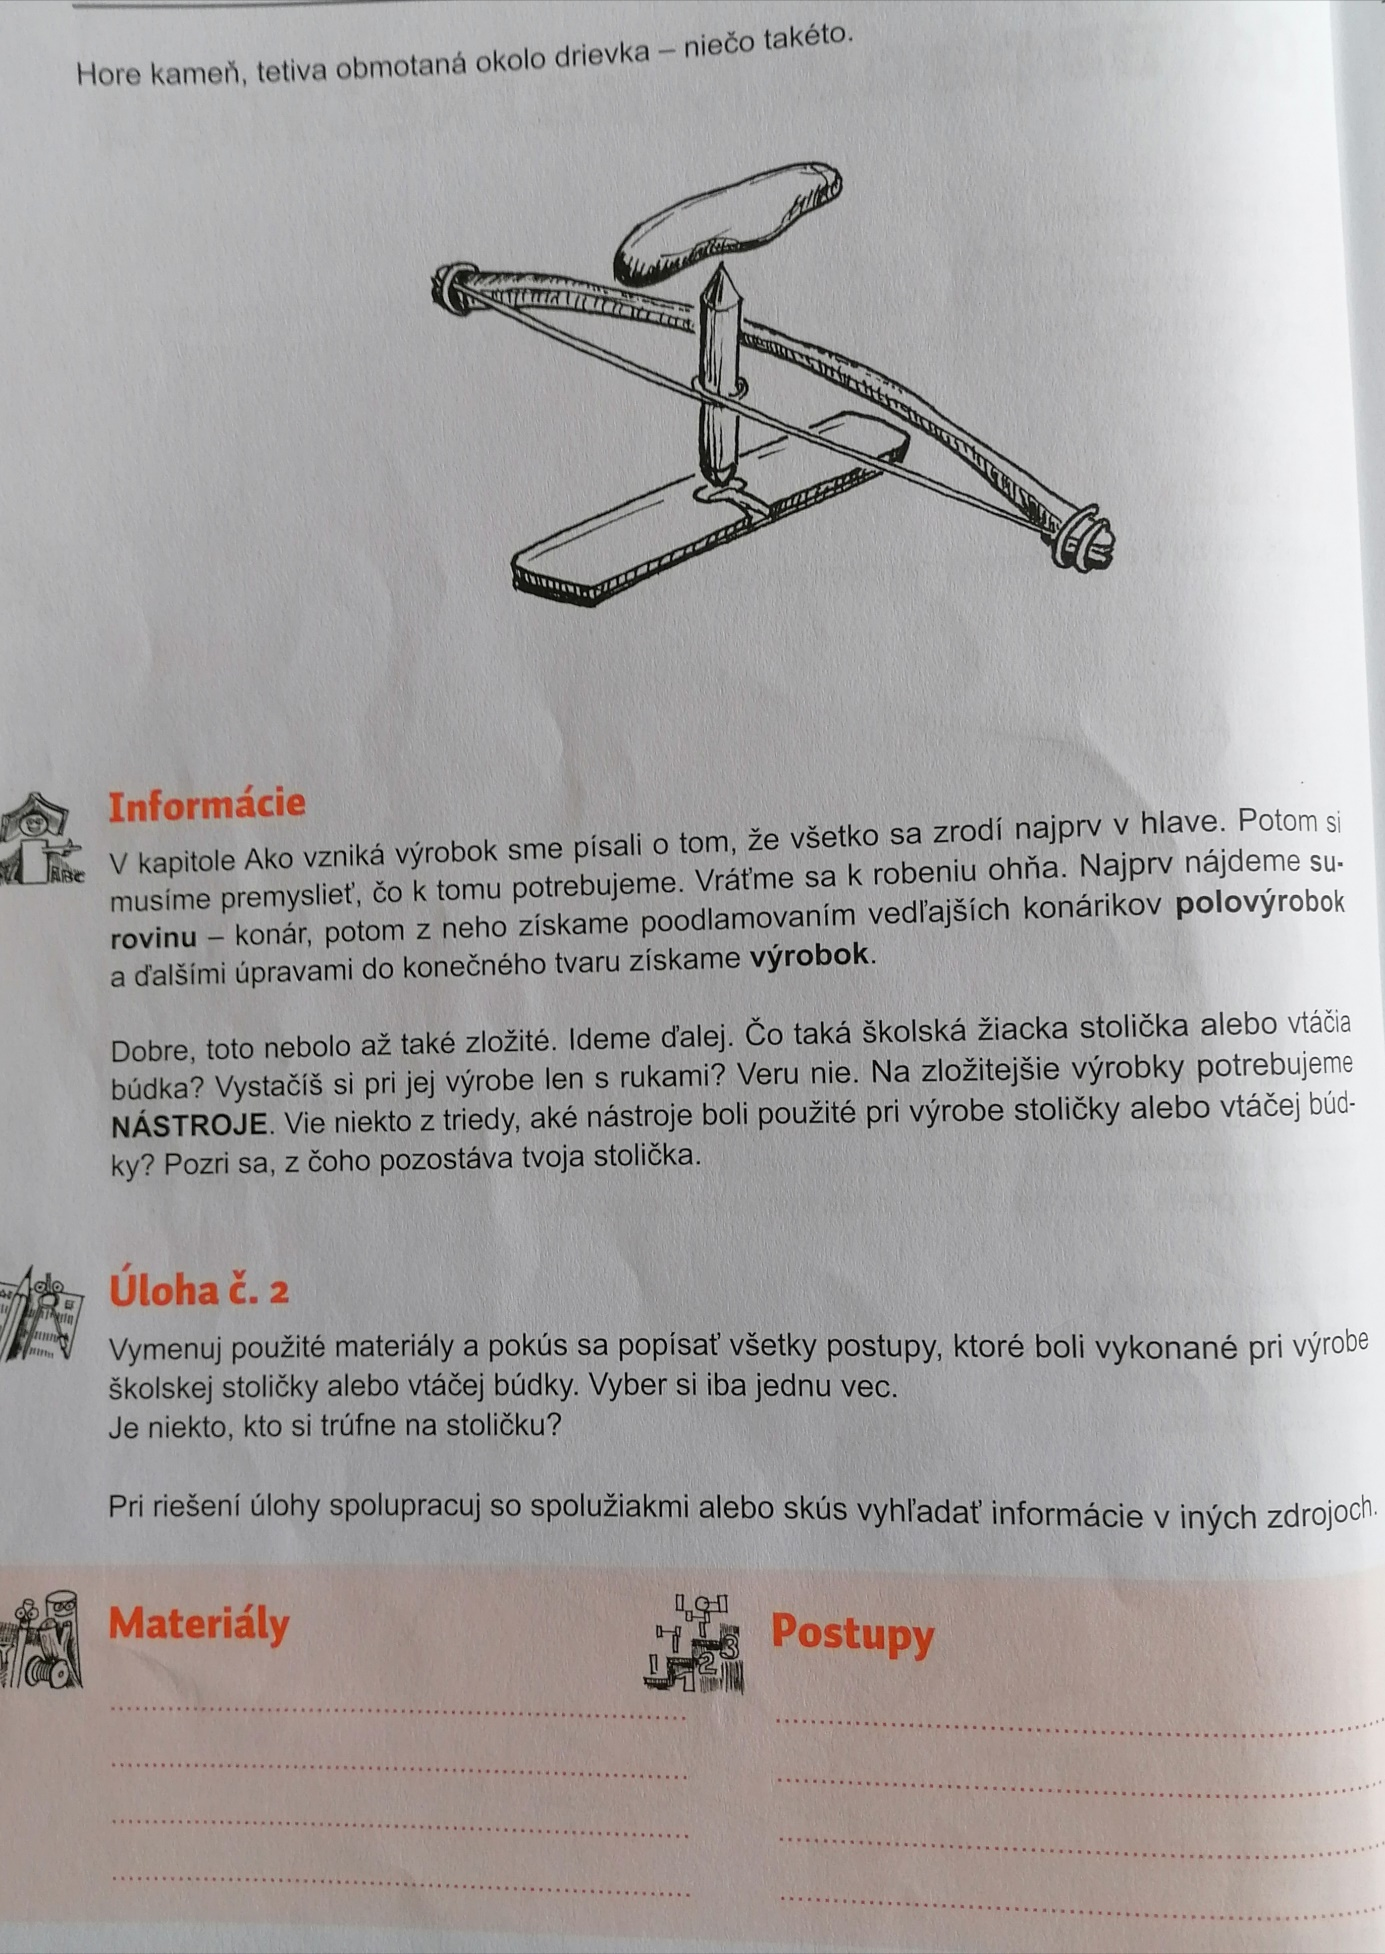 Hore kameň, tetiva obmotaná okolo drievka – niečo takéto.
Informácie
V kapitole Ako vzniká výrobok sme písali o tom, že všetko sa zrodí najprv v hlave. Potom si
musíme premyslieť, čo k tomu potrebujeme. Vráťme sa k robeniu ohňa. Najprv nájdeme su-
rovinu – konár, potom z neho získame poodlamovaním vedľajších konárikov polovýrobok
a ďalšími úpravami do konečného tvaru získame výrobok.
ABC
Dobre, toto nebolo až také zložité. Ideme ďalej. Čo taká školská žiacka stolička alebo vtáčia
búdka? Vystačíš si pri jej výrobe len s rukami? Veru nie. Na zložitejšie výrobky potrebujeme
NÁSTROJE. Vie niekto z triedy, aké nástroje boli použité pri výrobe stoličky alebo vtáčej búd-
ky? Pozri sa, z čoho pozostáva tvoja stolička.
Úloha č. 2
Vymenuj použité materiály a pokús sa popísať všetky postupy, ktoré boli vykonané pri výrobe
školskej stoličky alebo vtáčej búdky. Vyber si iba jednu vec.
Je niekto, kto si trúfne na stoličku?
Pri riešení úlohy spolupracuj so spolužiakmi alebo skús vyhľadať informácie v iných zdrojoch.
Materiály
1 2 3
Postupy